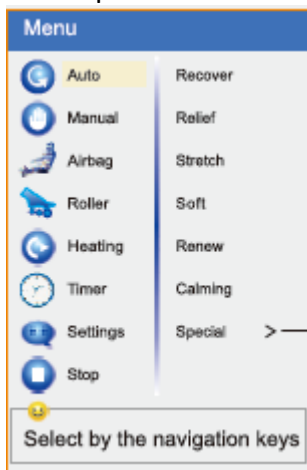 Menu
Auto Recover
Manual Relief
Airbag Stretch
Roller Soft
Heating Renew
Timer Calming
Settings Special >
Stop
Select by the navigation keys